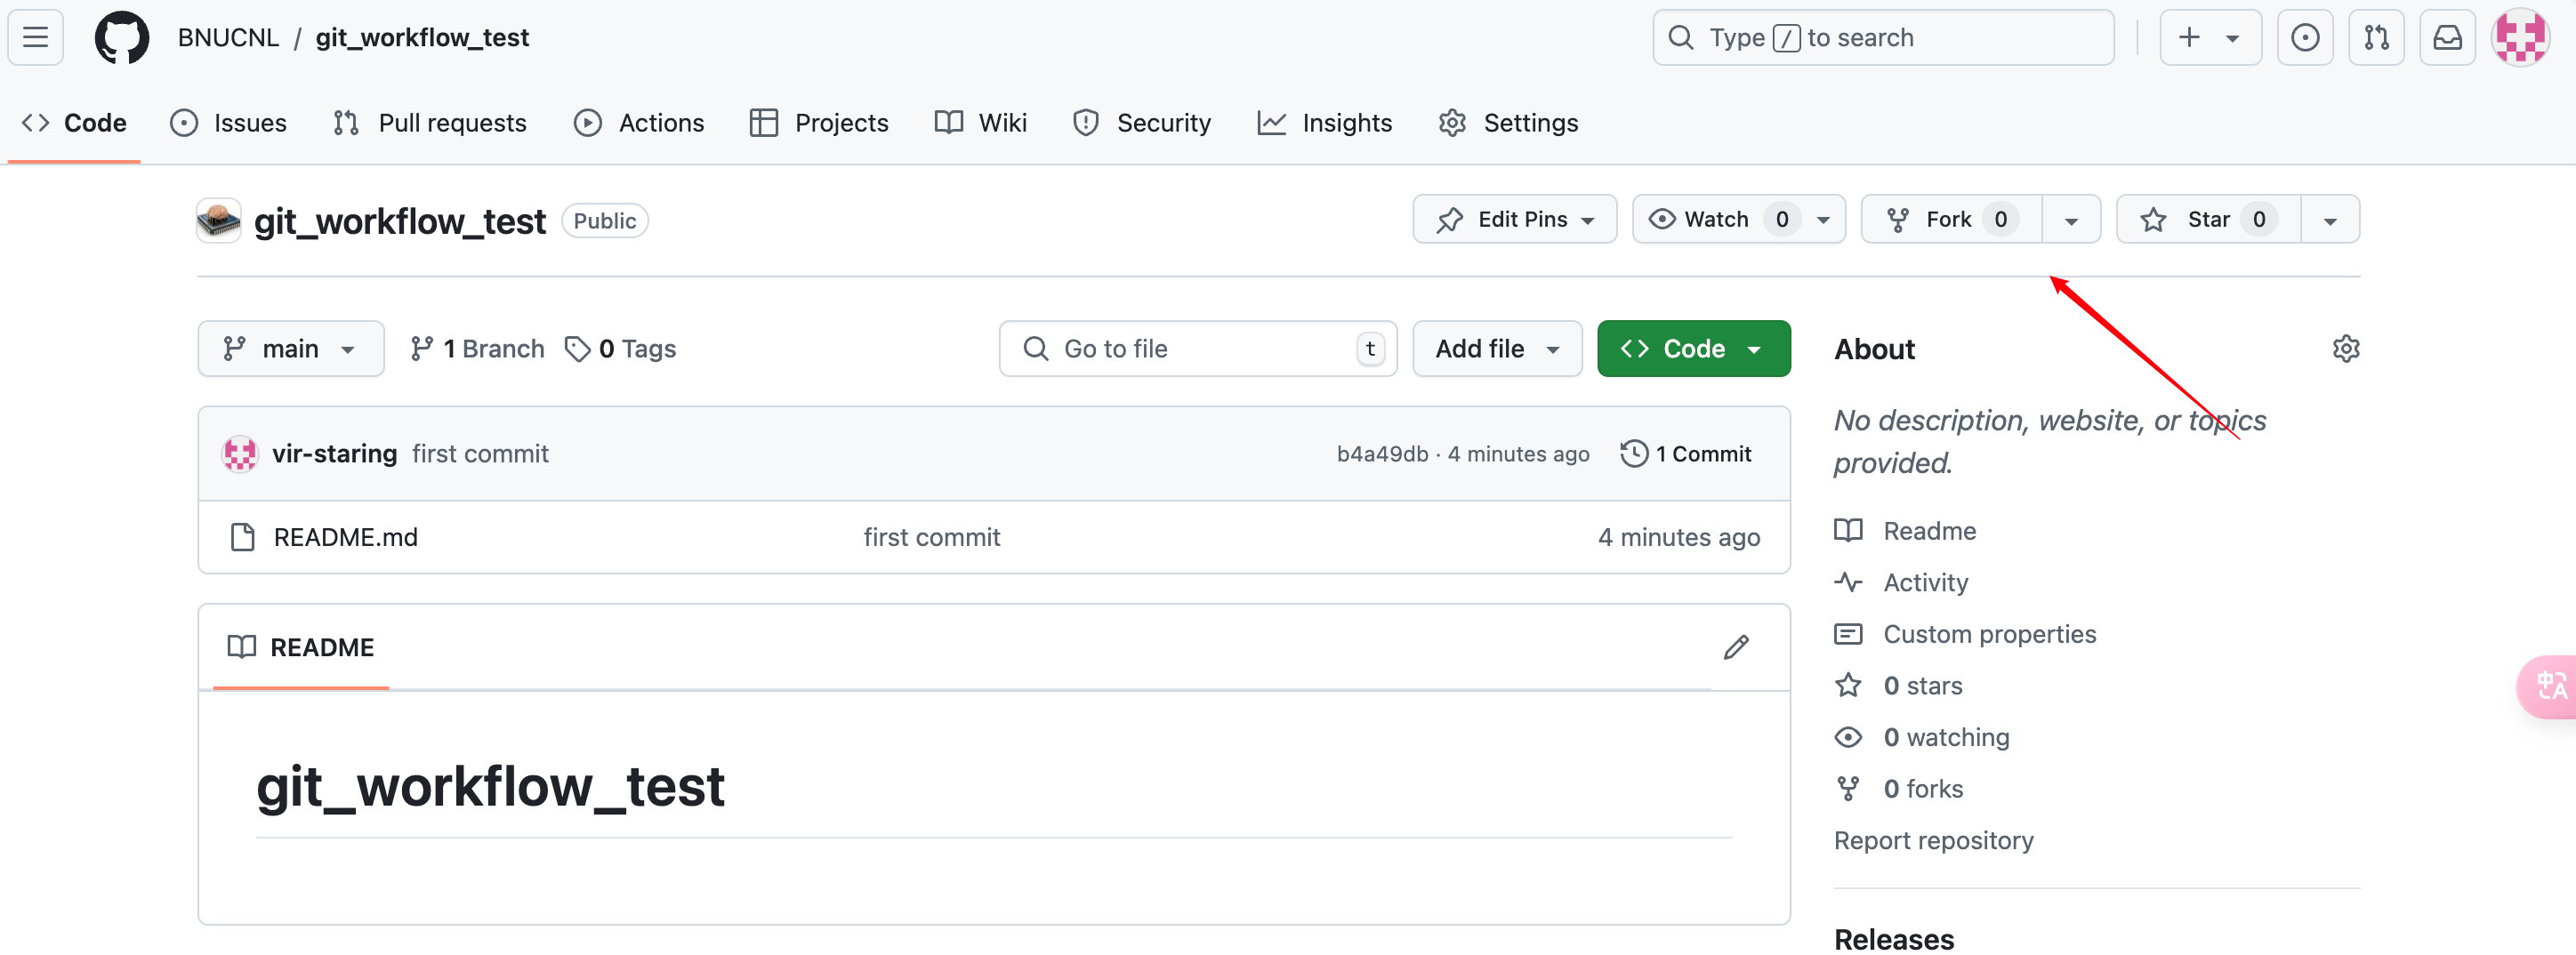 BNUCNL / git_workflow_test
Type / to search
Code Issues Pull requests Actions Projects Wiki Security Insights Settings
git_workflow_test Public
Edit Pins Watch 0 Fork 0 Star 0
main 1 Branch 0 Tags Go to file t Add file Code
About
No description, website, or topics
provided.
vir-staring first commit b4a49db · 4 minutes ago 1 Commit
README.md first commit 4 minutes ago
Readme
Activity
Custom properties
0 stars
0 watching
0 forks
Report repository
README
git_workflow_test
Releases
中A